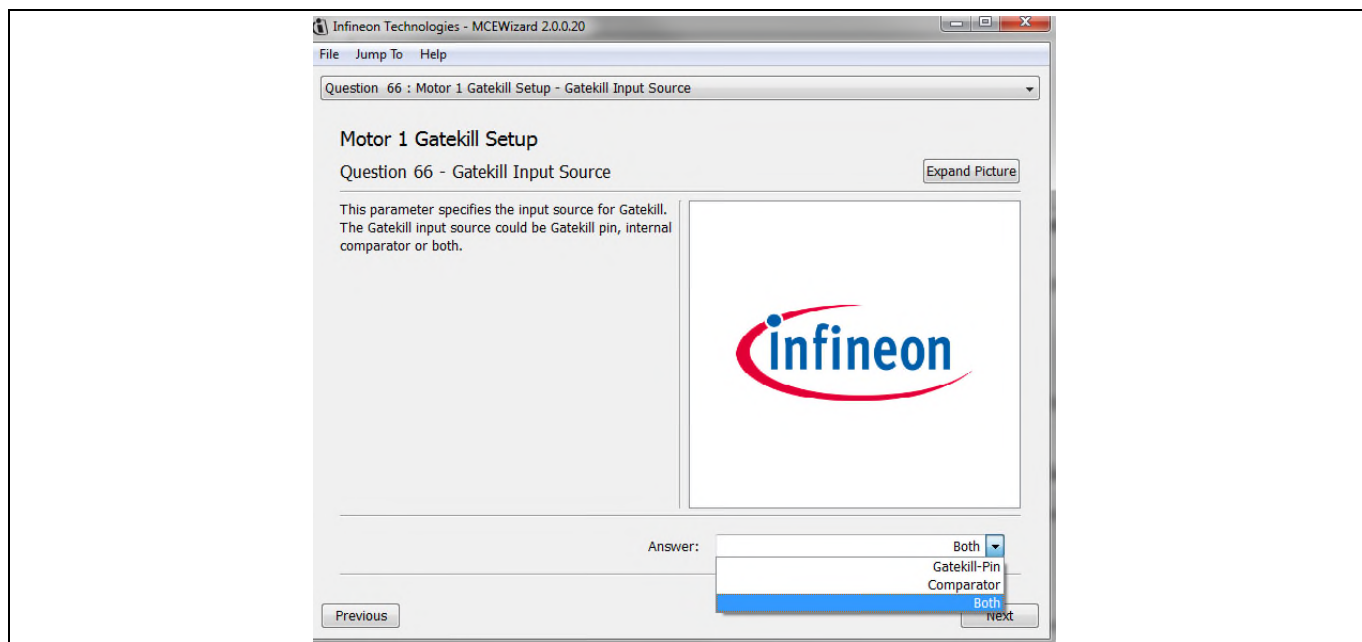 Infineon Technologies - MCEWizard 2.0.0.20
File Jump To Help
Question 66 : Motor 1 Gatekill Setup - Gatekill Input Source
Motor 1 Gatekill Setup
Question 66 - Gatekill Input Source
Expand Picture
This parameter specifies the input source for Gatekill.
The Gatekill input source could be Gatekill pin, internal
comparator or both.
infineon
Answer:
Both
Gatekill-Pin
Comparator
Both
Previous
Next